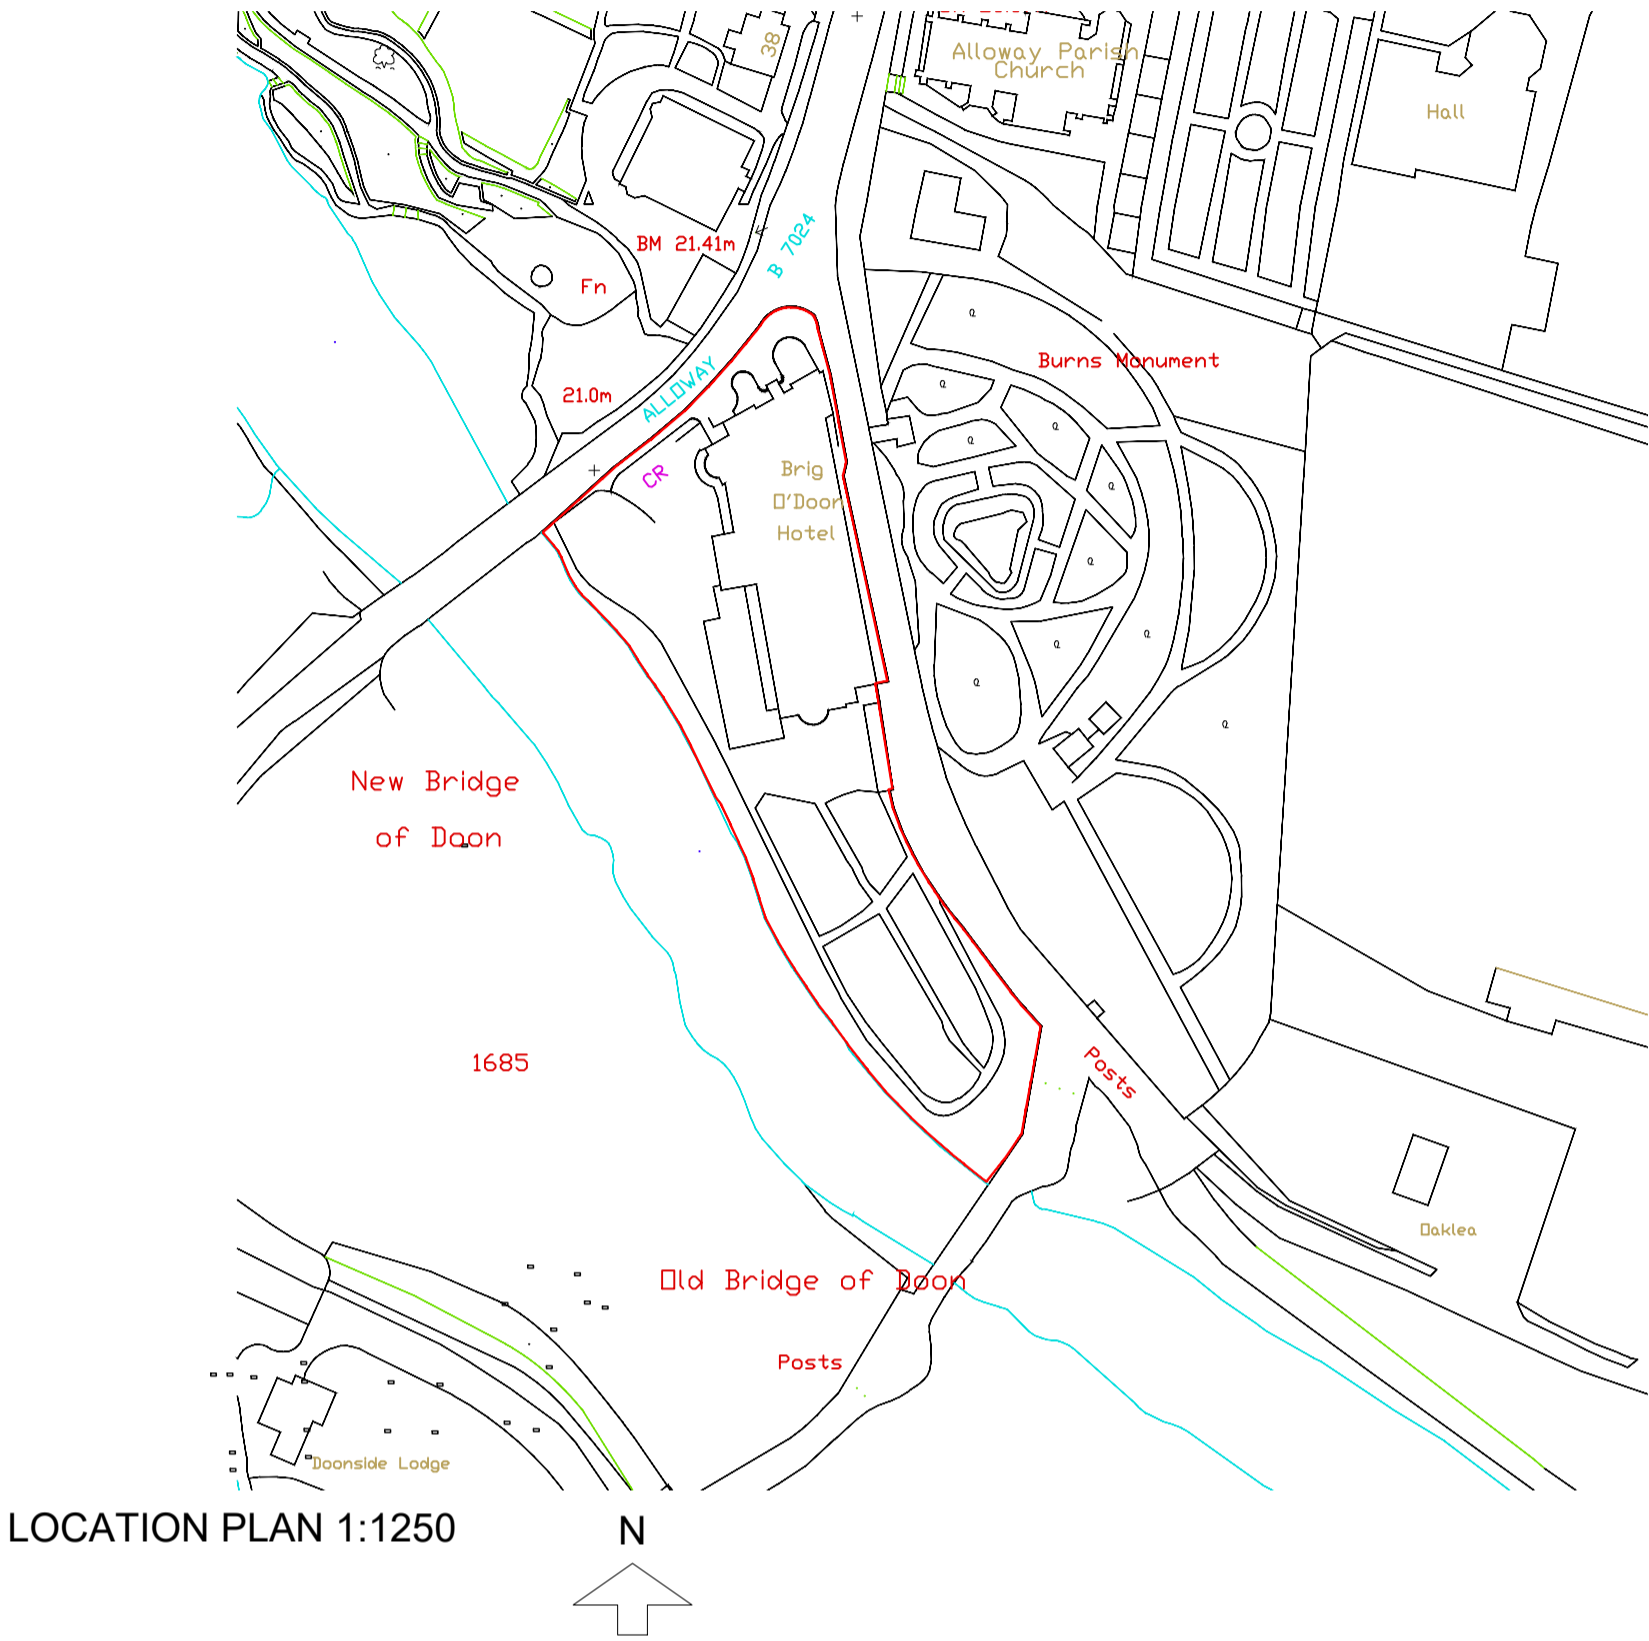 38
Alloway Parish
Church
Hall
BM 21.41m
B 7024
Fn
Burns Monument
21.0m
ALLOWAY
CR
Brig
O'Doon
Hotel
New Bridge
of Doon
1685
Posts
Oaklea
Old Bridge of Doon
Posts
Doonside Lodge
LOCATION PLAN 1:1250
N